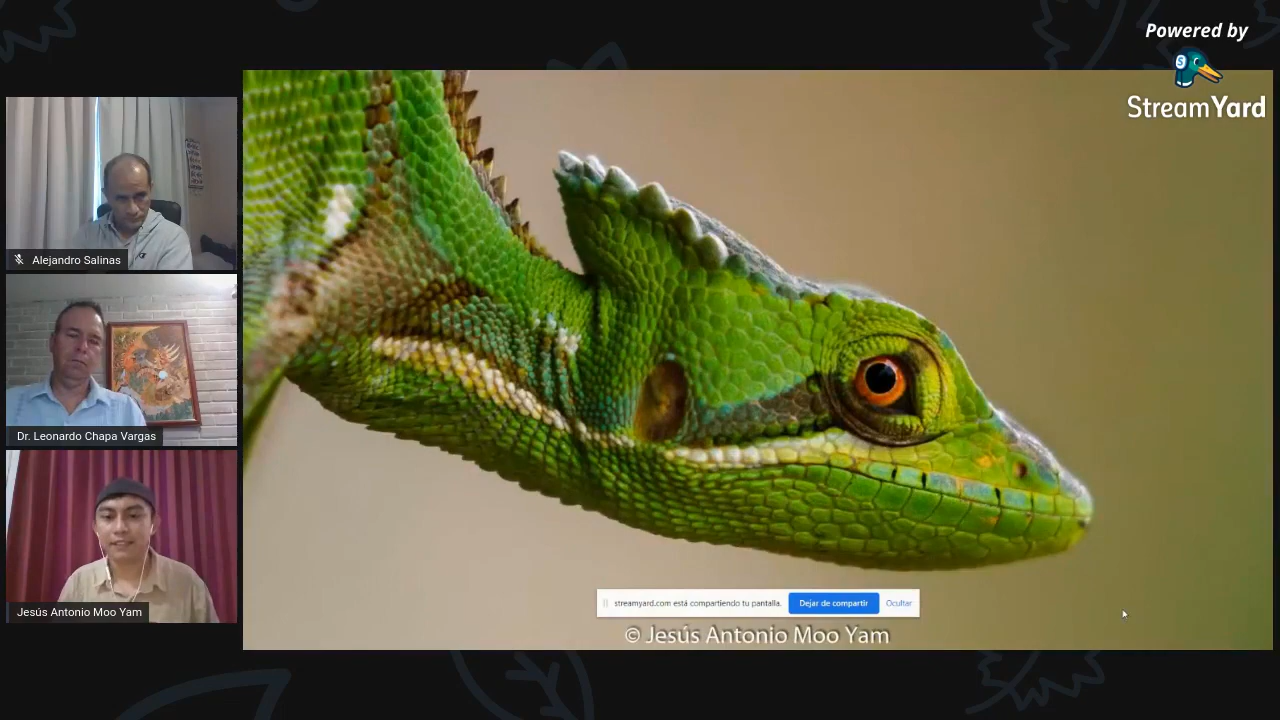 Powered by
StreamYard
Alejandro Salinas
Dr. Leonardo Chapa Vargas
Jesús Antonio Moo Yam
streamyard.com está compartiendo tu pantalla.
Dejar de compartir
Ocultar
© Jesús Antonio Moo Yam